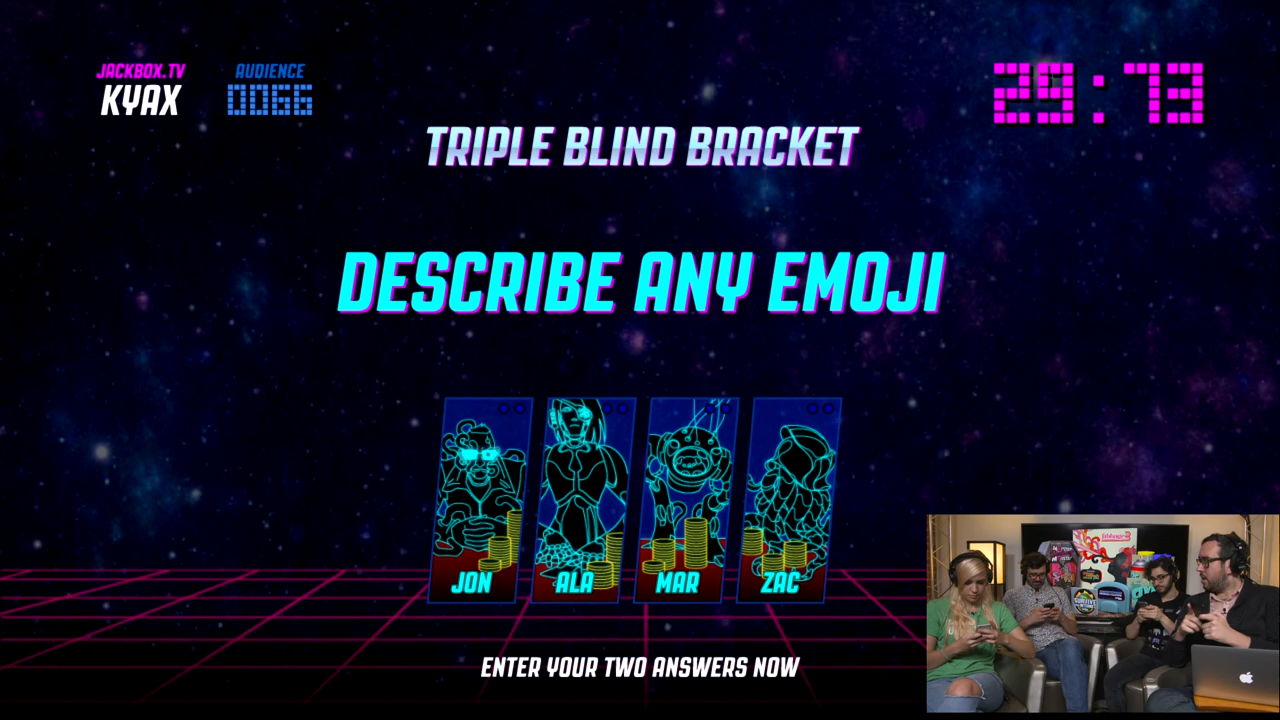 JACKBOX.TV
KYAX
AUDIENCE
0066
29:73
TRIPLE BLIND BRACKET
DESCRIBE ANY EMOJI
JON
ALA
MAR
ZAC
ENTER YOUR TWO ANSWERS NOW